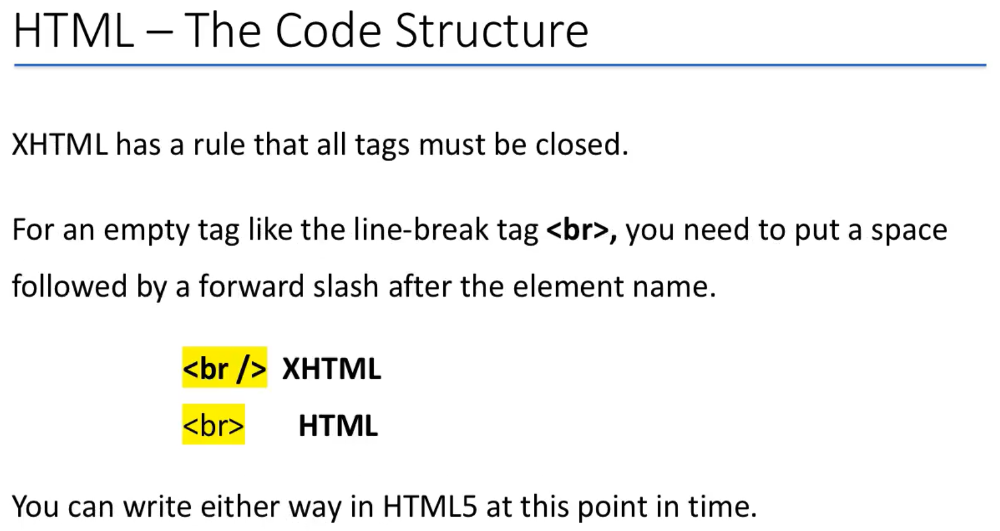 HTML – The Code Structure
XHTML has a rule that all tags must be closed.
For an empty tag like the line-break tag <br>, you need to put a space
followed by a forward slash after the element name.
<br /> XHTML
<br> HTML
You can write either way in HTML5 at this point in time.